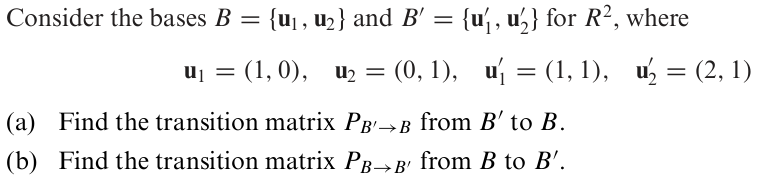 Consider the bases B = {u₁, u₂} and B′ = {u′₁, u′₂} for R², where
u₁ = (1, 0), u₂ = (0, 1), u′₁ = (1, 1), u′₂ = (2, 1)
(a) Find the transition matrix P_{B′→B} from B′ to B.
(b) Find the transition matrix P_{B→B′} from B to B′.